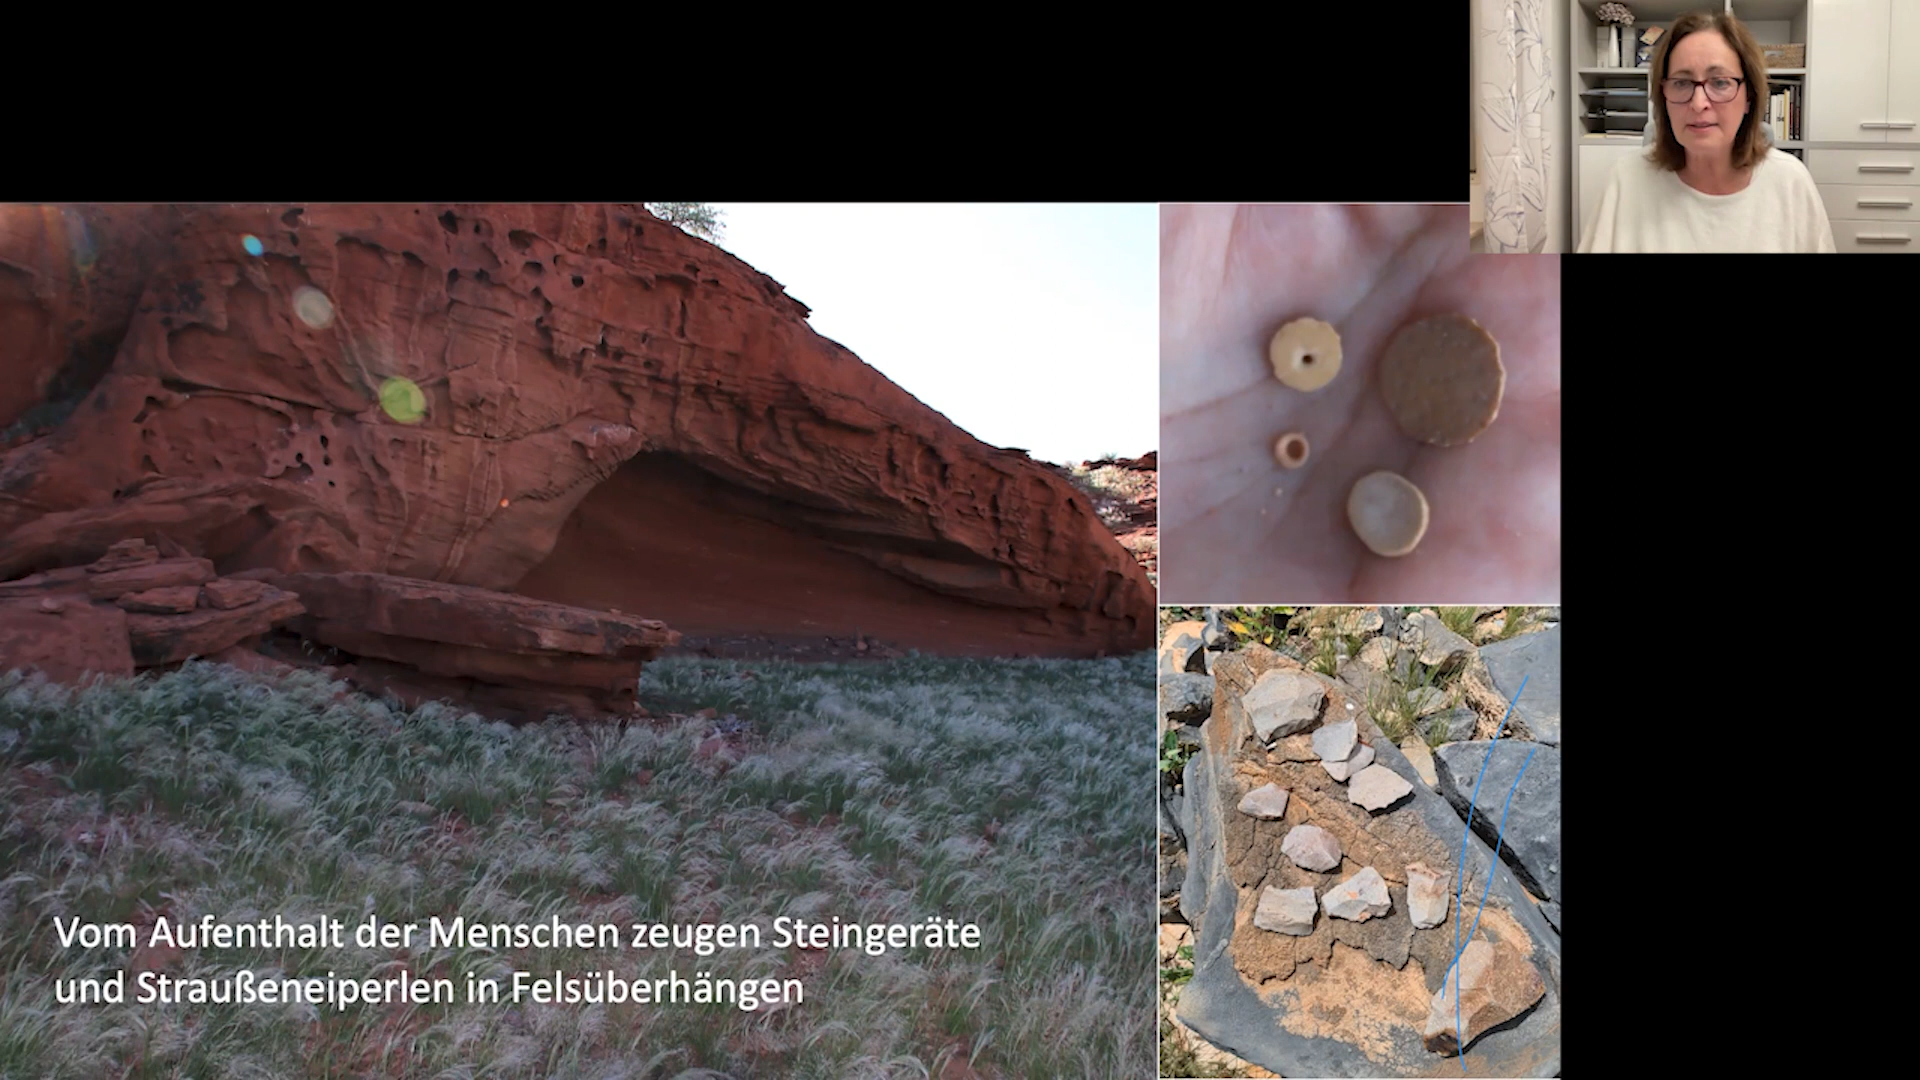 Vom Aufenthalt der Menschen zeugen Steingeräte
und Straußeneiperlen in Felsüberhängen